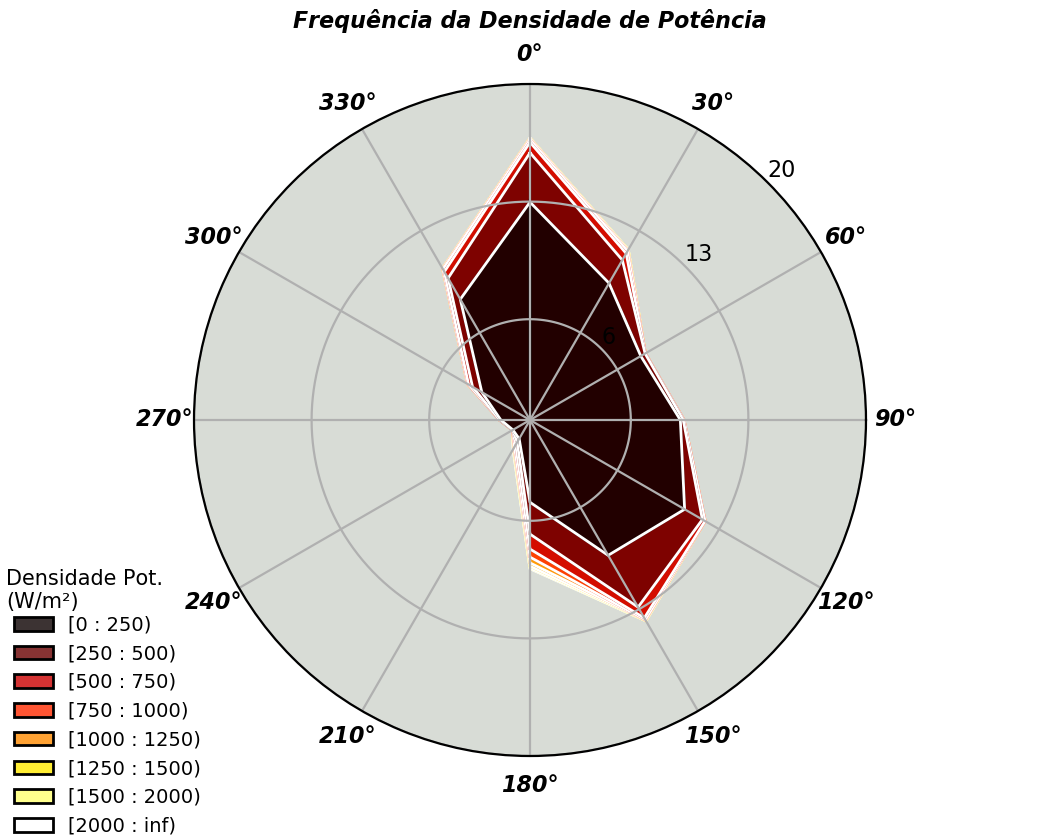 Frequência da Densidade de Potência
0°
330°
30°
20
300°
60°
13
6
270°
90°
240°
120°
210°
150°
180°
Densidade Pot.
(W/m²)
[0 : 250)
[250 : 500)
[500 : 750)
[750 : 1000)
[1000 : 1250)
[1250 : 1500)
[1500 : 2000)
[2000 : inf)